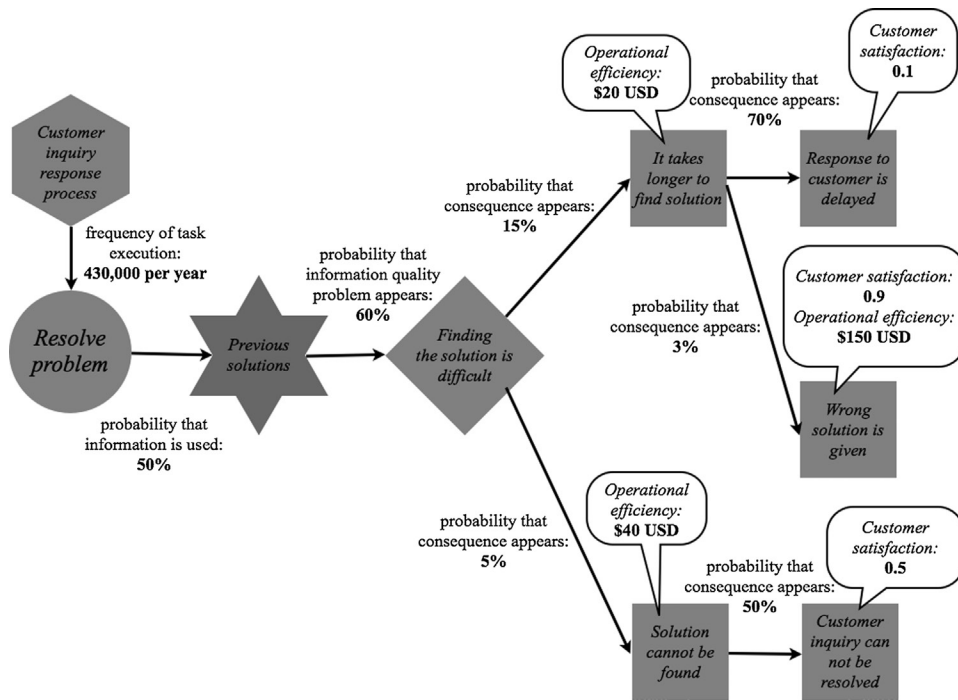 Customer
inquiry
response
process
frequency of task
execution:
430,000 per year
Resolve
problem
probability that
information is used:
50%
Previous
solutions
probability that
information quality
problem appears:
60%
Finding
the solution is
difficult
probability that
consequence appears:
15%
Operational
efficiency:
$20 USD
It takes
longer to
find solution
probability that
consequence appears:
70%
Customer
satisfaction:
0.1
Response to
customer is
delayed
probability that
consequence appears:
3%
Customer satisfaction:
0.9
Operational efficiency:
$150 USD
Wrong
solution is
given
probability that
consequence appears:
5%
Operational
efficiency:
$40 USD
Solution
cannot be
found
probability that
consequence appears:
50%
Customer
satisfaction:
0.5
Customer
inquiry can
not be
resolved